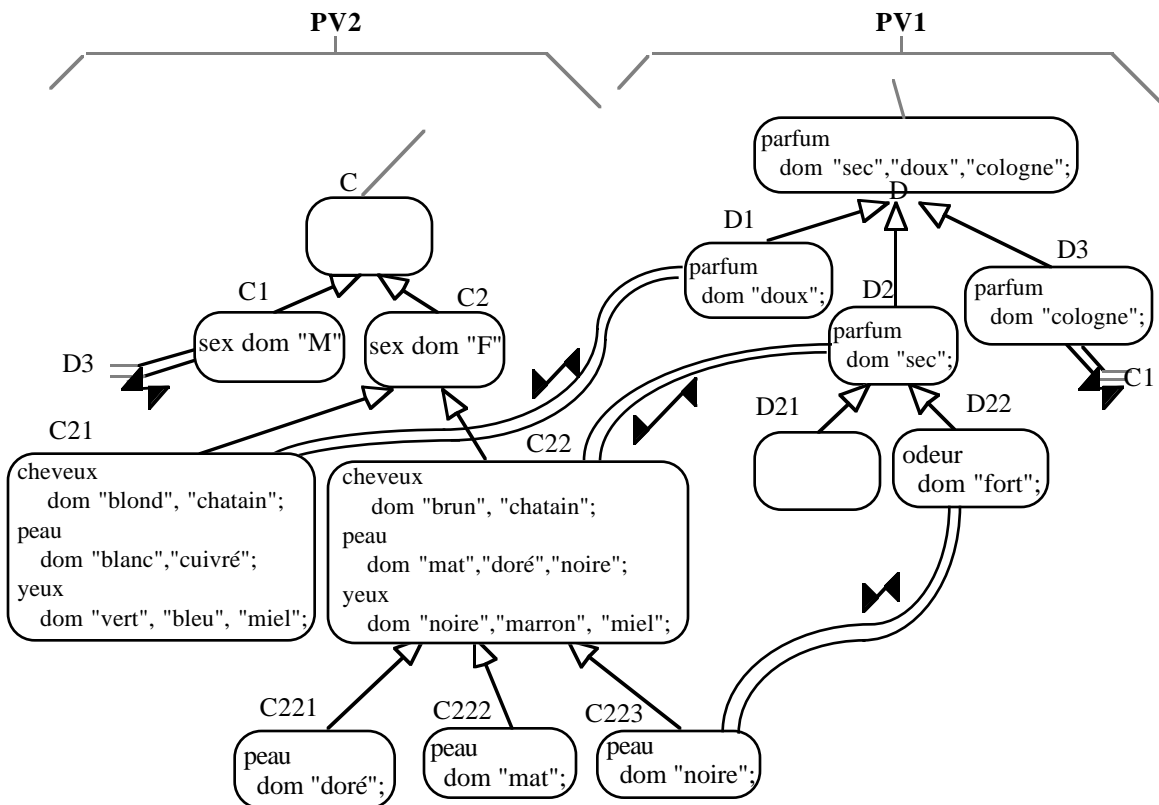 PV2
PV1
parfum
dom "sec","doux","cologne";
D
C
D1
parfum
dom "doux";
D2
parfum
dom "sec";
D3
parfum
dom "cologne";
C1
C1
sex dom "M"
C2
sex dom "F"
D3
D21
D22
odeur
dom "fort";
C21
cheveux
dom "blond", "chatain";
peau
dom "blanc","cuivré";
yeux
dom "vert", "bleu", "miel";
C22
cheveux
dom "brun", "chatain";
peau
dom "mat","doré","noire";
yeux
dom "noire","marron", "miel";
C221
peau
dom "doré";
C222
peau
dom "mat";
C223
peau
dom "noire";